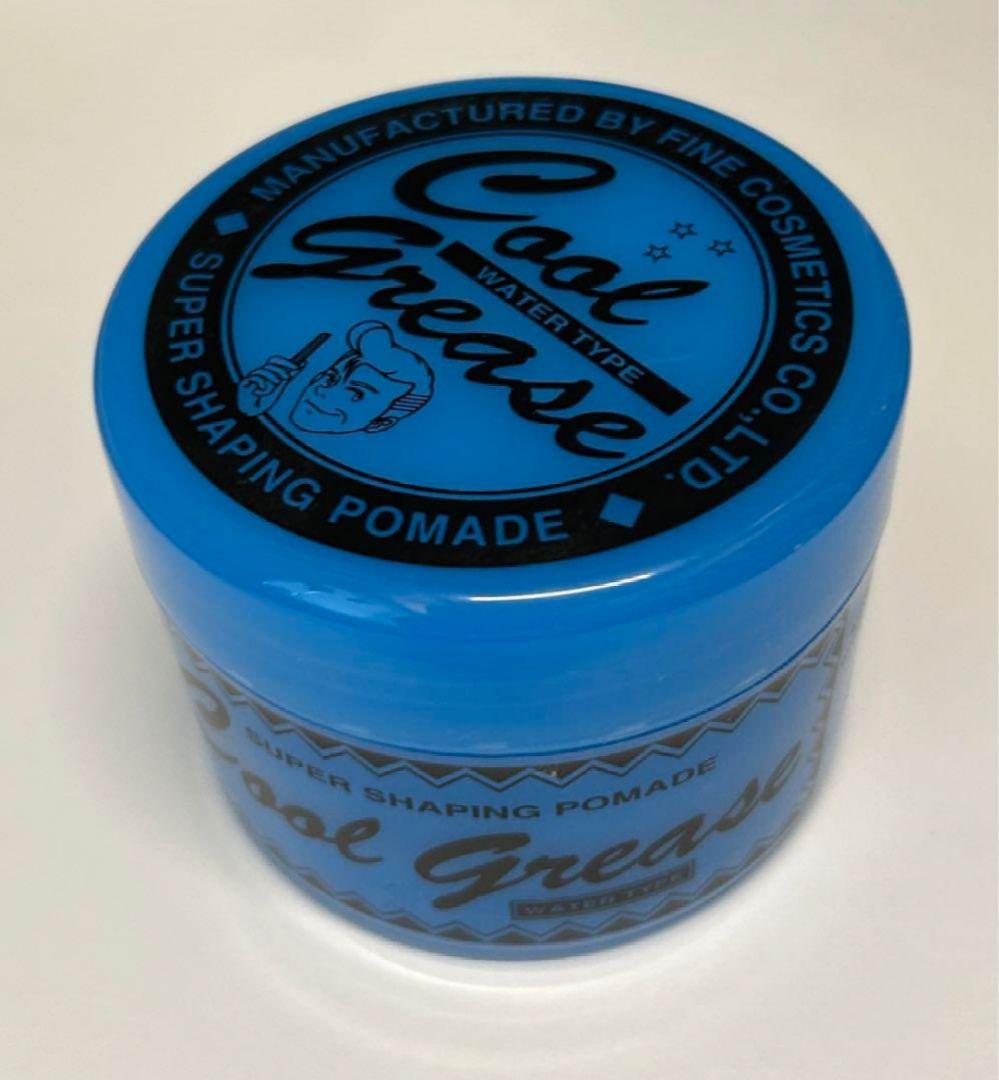 MANUFACTURED BY FINE COSMETICS CO.,LTD.
Cool
WATER TYPE
Grease
SUPER SHAPING POMADE
SUPER SHAPING POMADE
Cool Grease
WATER TYPE